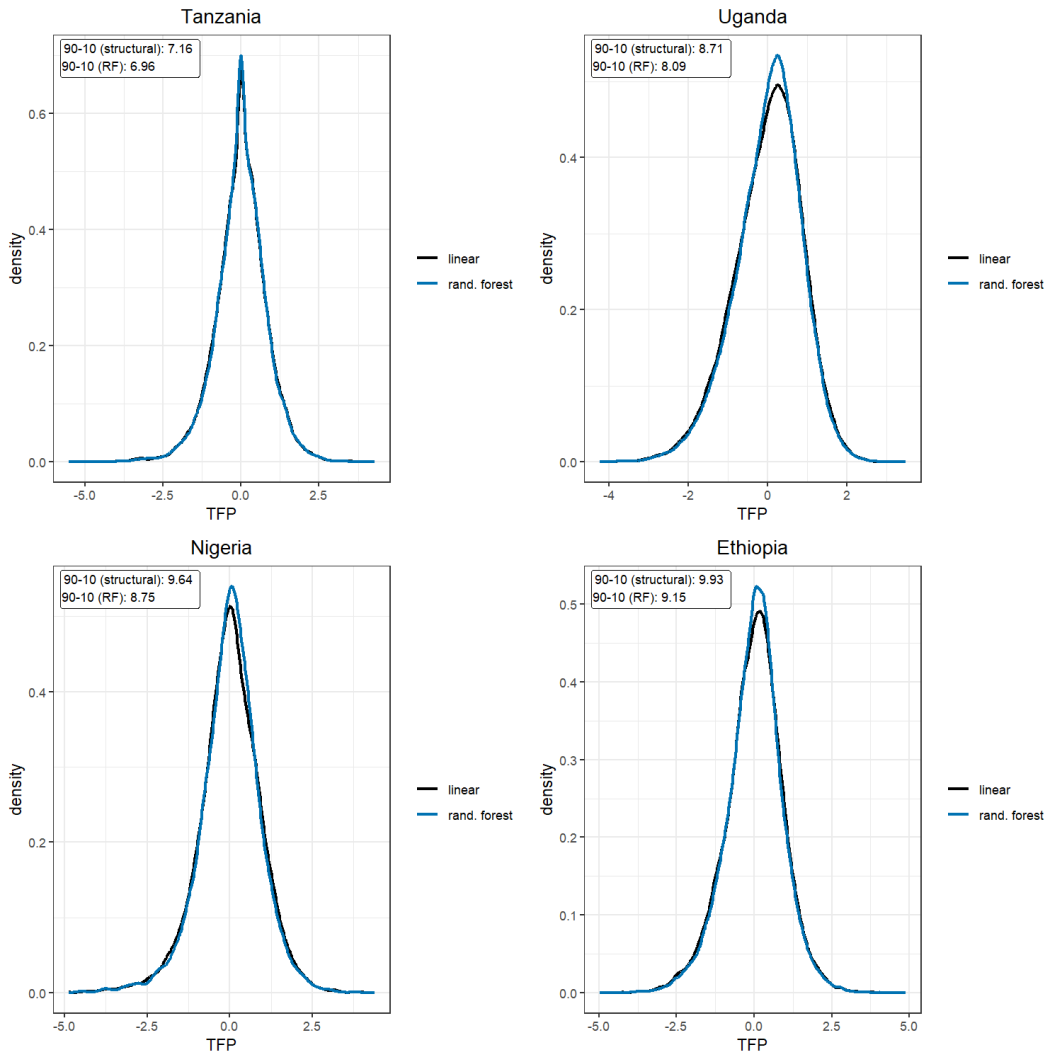 Tanzania
90-10 (structural): 7.16
90-10 (RF): 6.96
density
0.6
0.4
0.2
0.0
-5.0 -2.5 0.0 2.5
TFP
linear
rand. forest
Uganda
90-10 (structural): 8.71
90-10 (RF): 8.09
density
0.4
0.2
0.0
-4 -2 0 2
TFP
linear
rand. forest
Nigeria
90-10 (structural): 9.64
90-10 (RF): 8.75
density
0.4
0.2
0.0
-5.0 -2.5 0.0 2.5
TFP
linear
rand. forest
Ethiopia
90-10 (structural): 9.93
90-10 (RF): 9.15
density
0.5
0.4
0.3
0.2
0.1
0.0
-5.0 -2.5 0.0 2.5 5.0
TFP
linear
rand. forest